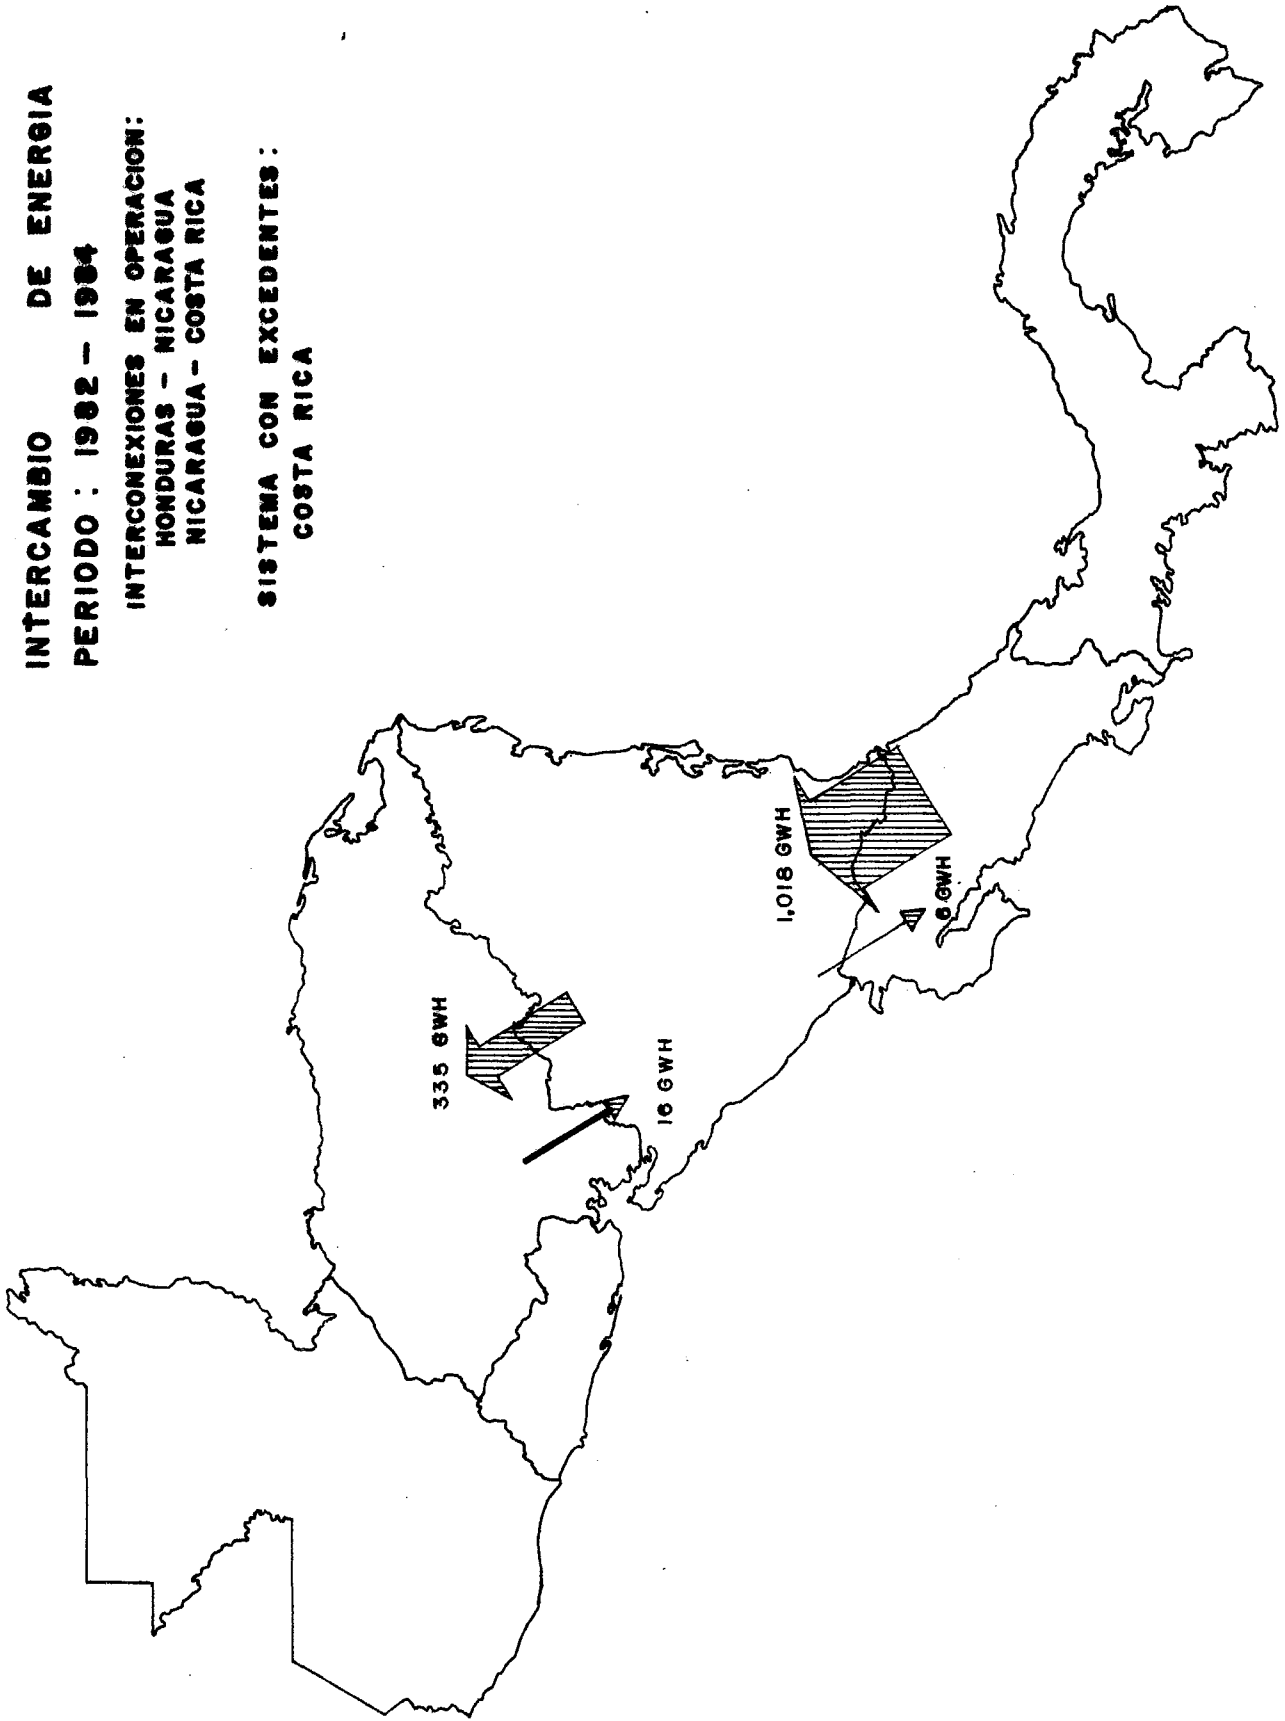 INTERCAMBIO DE ENERGIA
PERIODO : 1982 - 1984
INTERCONEXIONES EN OPERACION:
HONDURAS - NICARAGUA
NICARAGUA - COSTA RICA
SISTEMA CON EXCEDENTES:
COSTA RICA
335 GWH
16 GWH
1,018 GWH
6 GWH